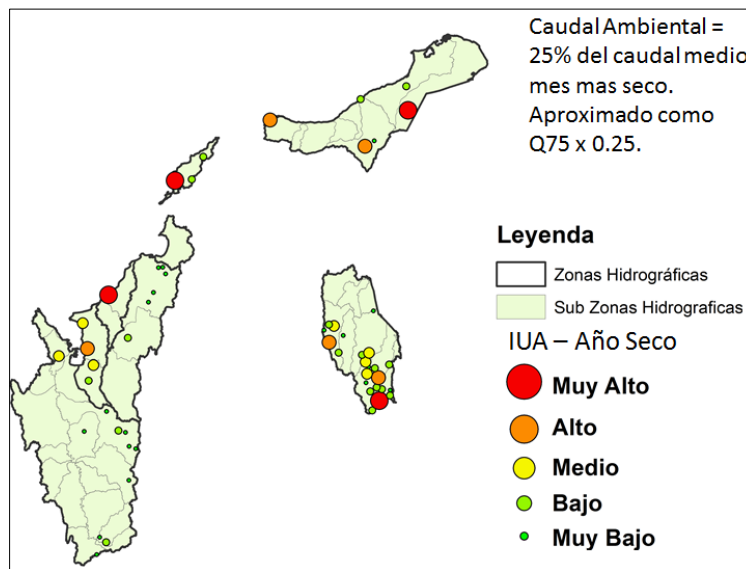 Caudal Ambiental =
25% del caudal medio
mes mas seco.
Aproximado como
Q75 x 0.25.
Leyenda
Zonas Hidrográficas
Sub Zonas Hidrograficas
IUA – Año Seco
Muy Alto
Alto
Medio
Bajo
Muy Bajo